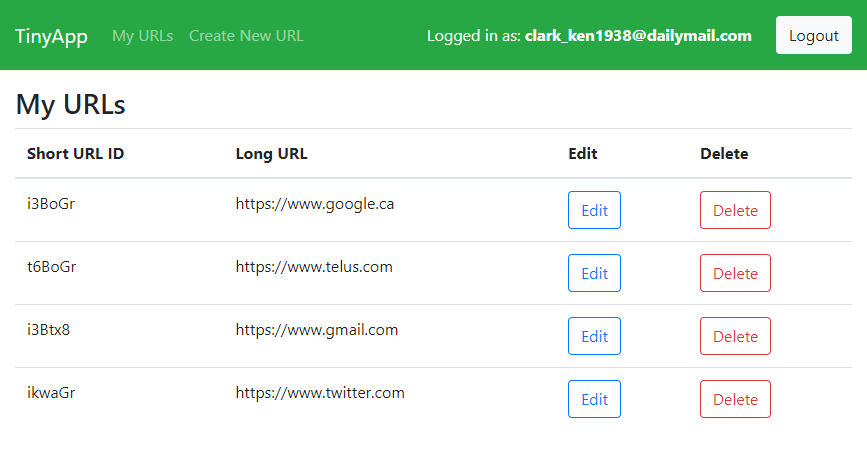 TinyApp My URLs Create New URL Logged in as: clark_ken1938@dailymail.com Logout
My URLs
Short URL ID Long URL Edit Delete
i3BoGr https://www.google.ca Edit Delete
t6BoGr https://www.telus.com Edit Delete
i3Btx8 https://www.gmail.com Edit Delete
ikwaGr https://www.twitter.com Edit Delete